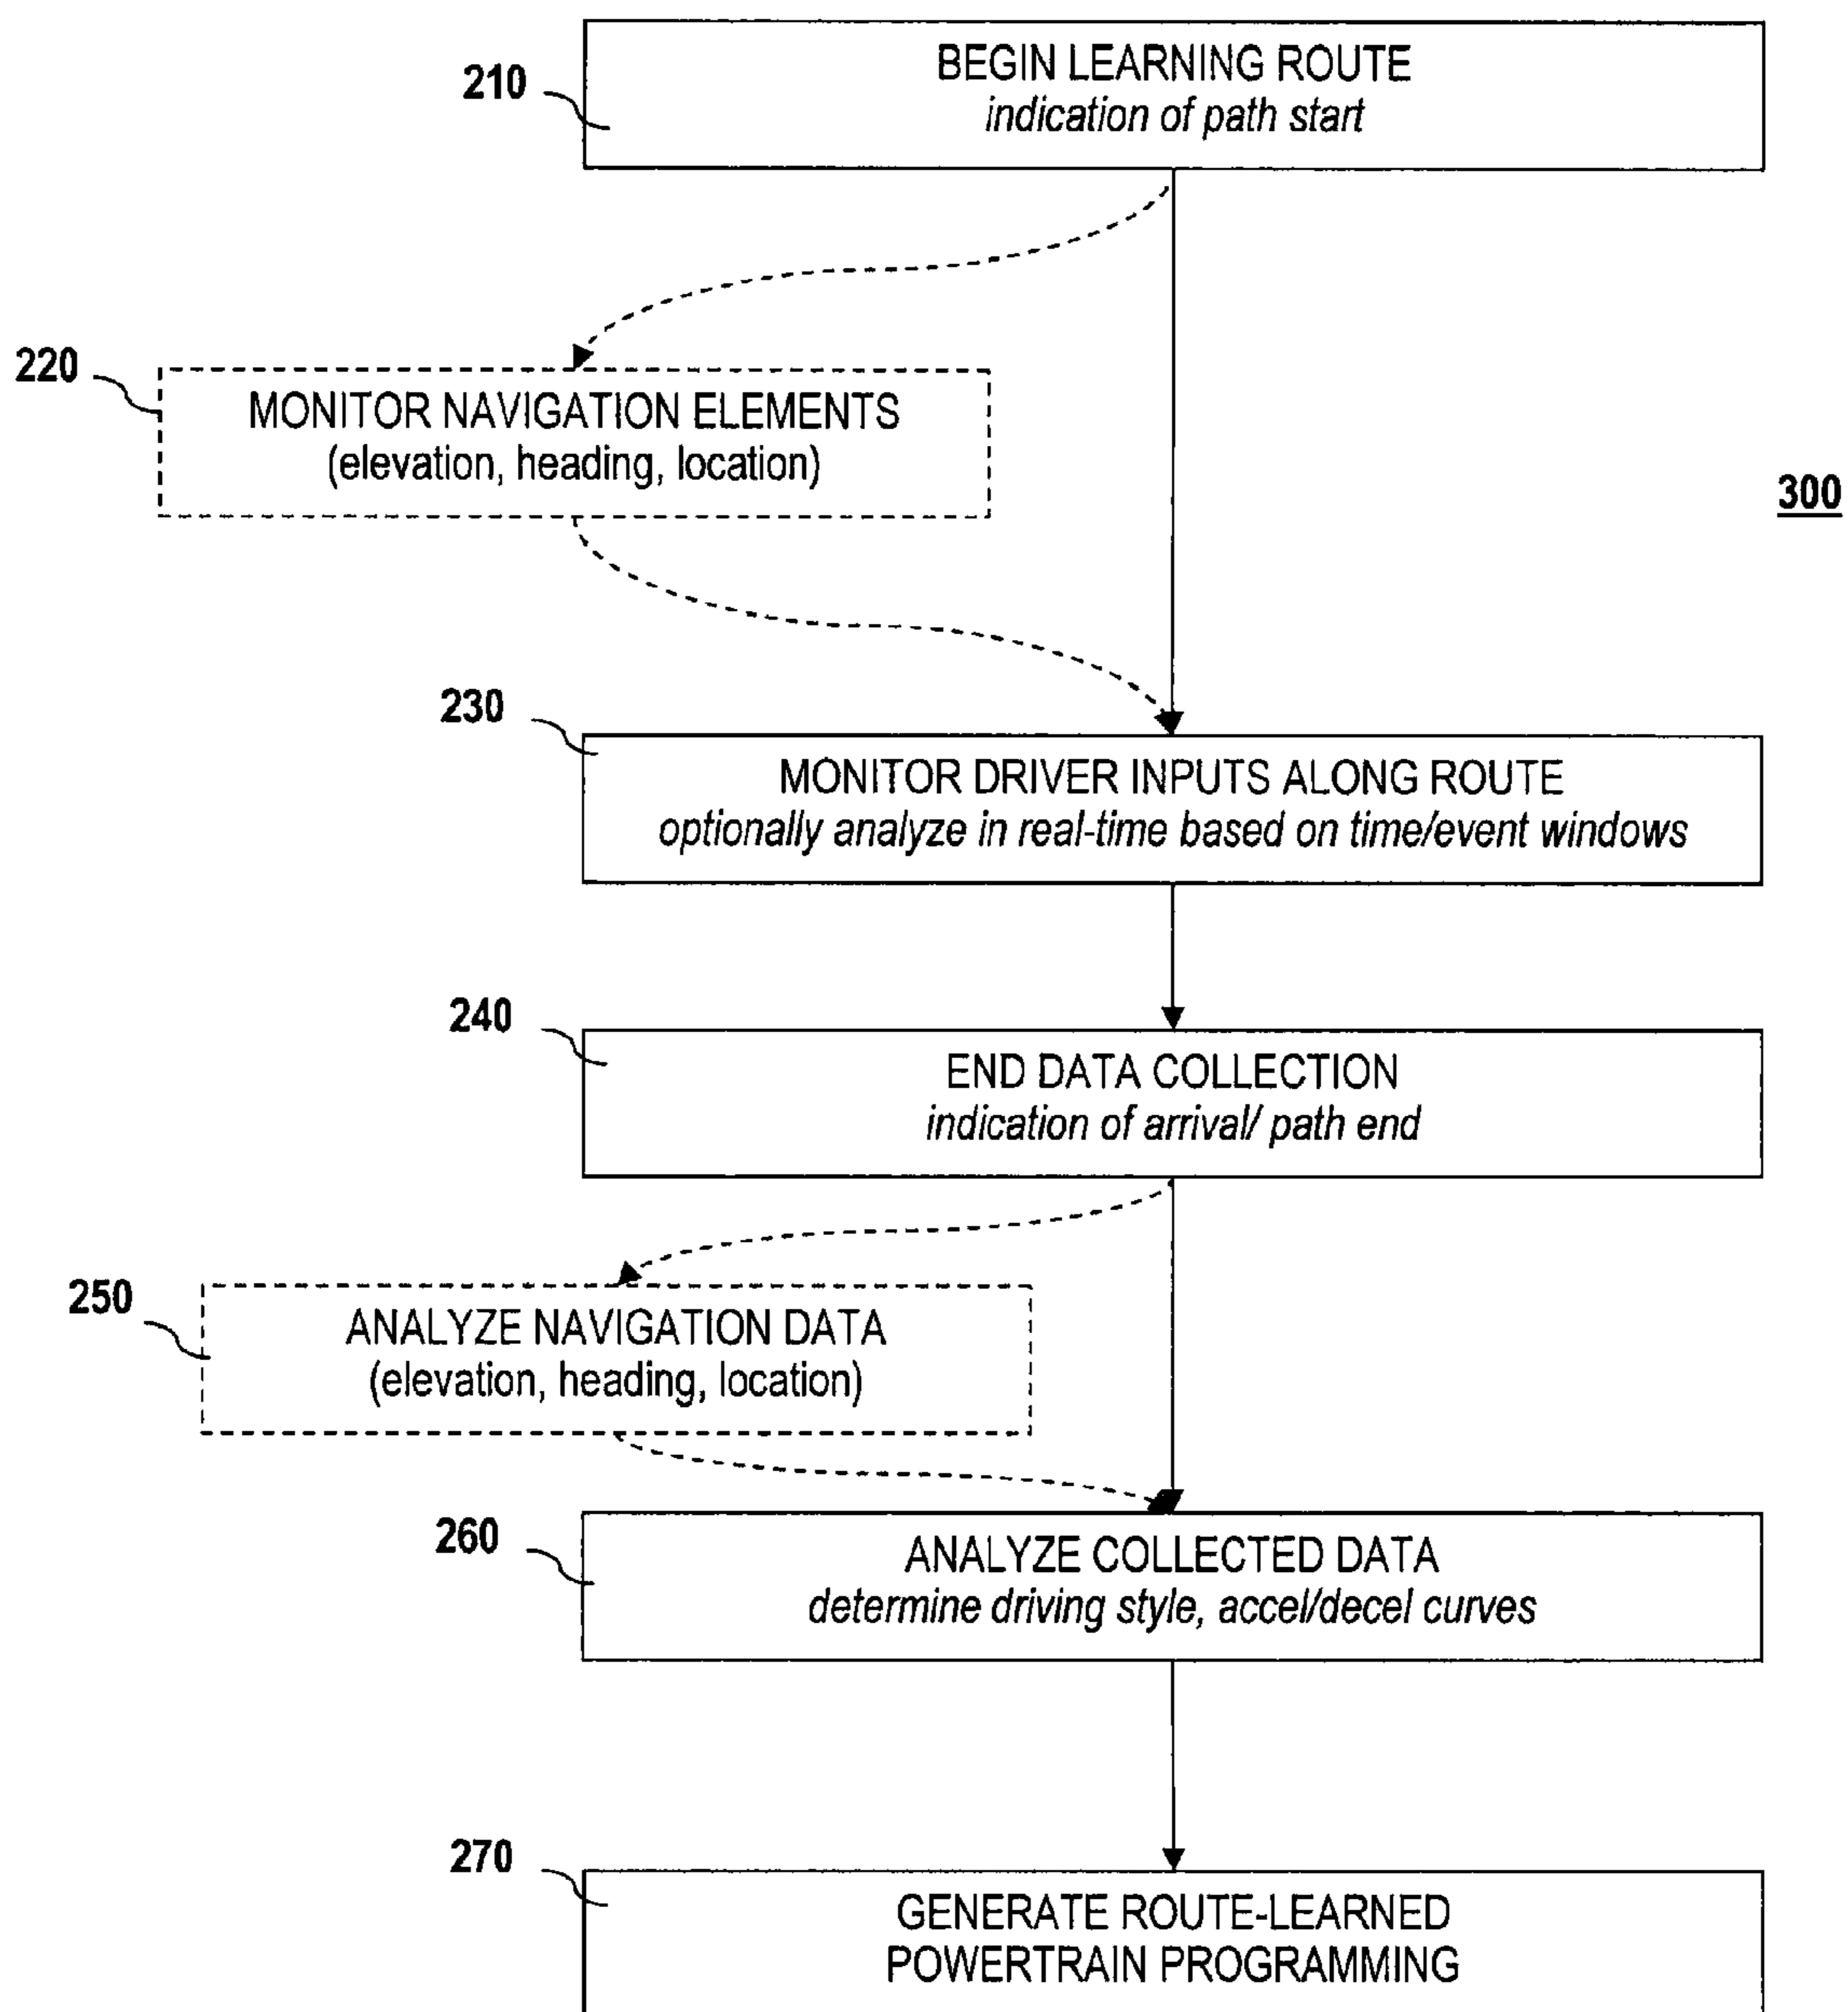 BEGIN LEARNING ROUTE
210
indication of path start
220
MONITOR NAVIGATION ELEMENTS
(elevation, heading, location)
300
230
MONITOR DRIVER INPUTS ALONG ROUTE
optionally analyze in real-time based on time/event windows
240
END DATA COLLECTION
indication of arrival/ path end
250
ANALYZE NAVIGATION DATA
(elevation, heading, location)
260
ANALYZE COLLECTED DATA
determine driving style, accel/decel curves
270
GENERATE ROUTE-LEARNED
POWERTRAIN PROGRAMMING